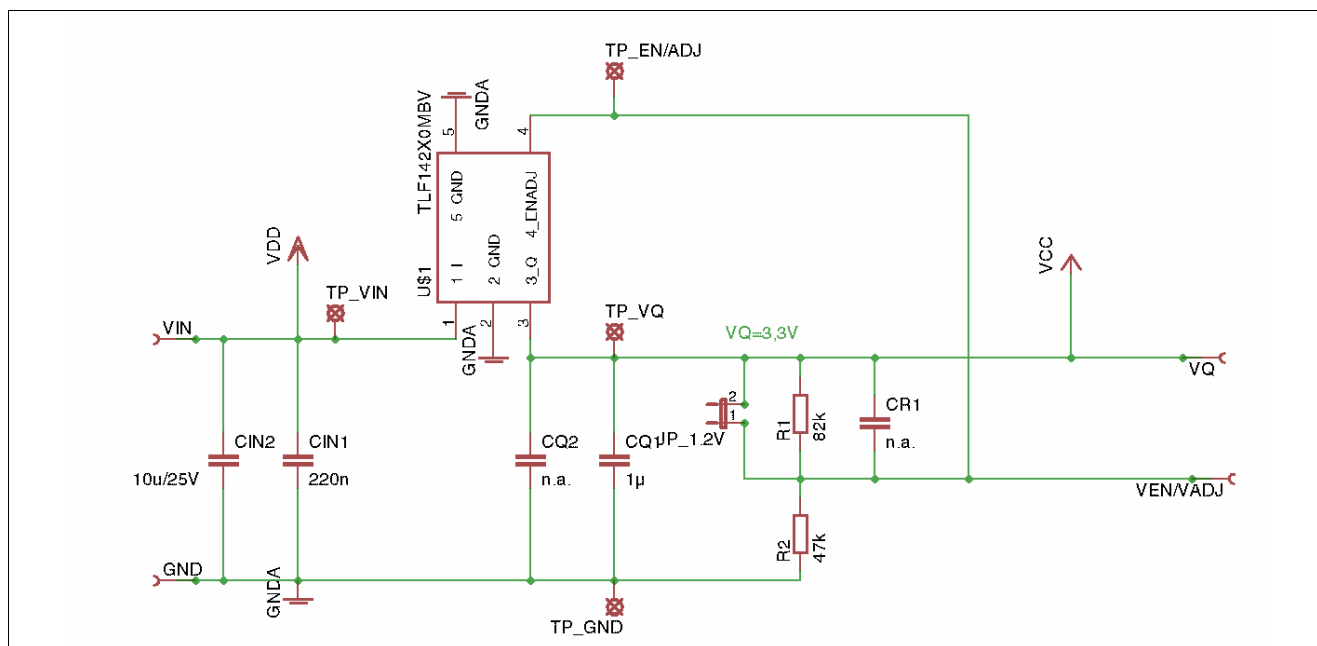 TP_EN/ADJ
TLF142X0MBV
GNDA
5
4
5 GND
4_ENADJ
1 I
2 GND
3_Q
U$1
1
2
3
GNDA
VDD
TP_VIN
VIN
TP_VQ
VQ=3,3V
VCC
VQ
2
1
JP_1.2V
R1
82k
CR1
n.a.
CIN2
10u/25V
CIN1
220n
CQ2
n.a.
CQ1
1µ
VEN/VADJ
R2
47k
GND
GNDA
TP_GND